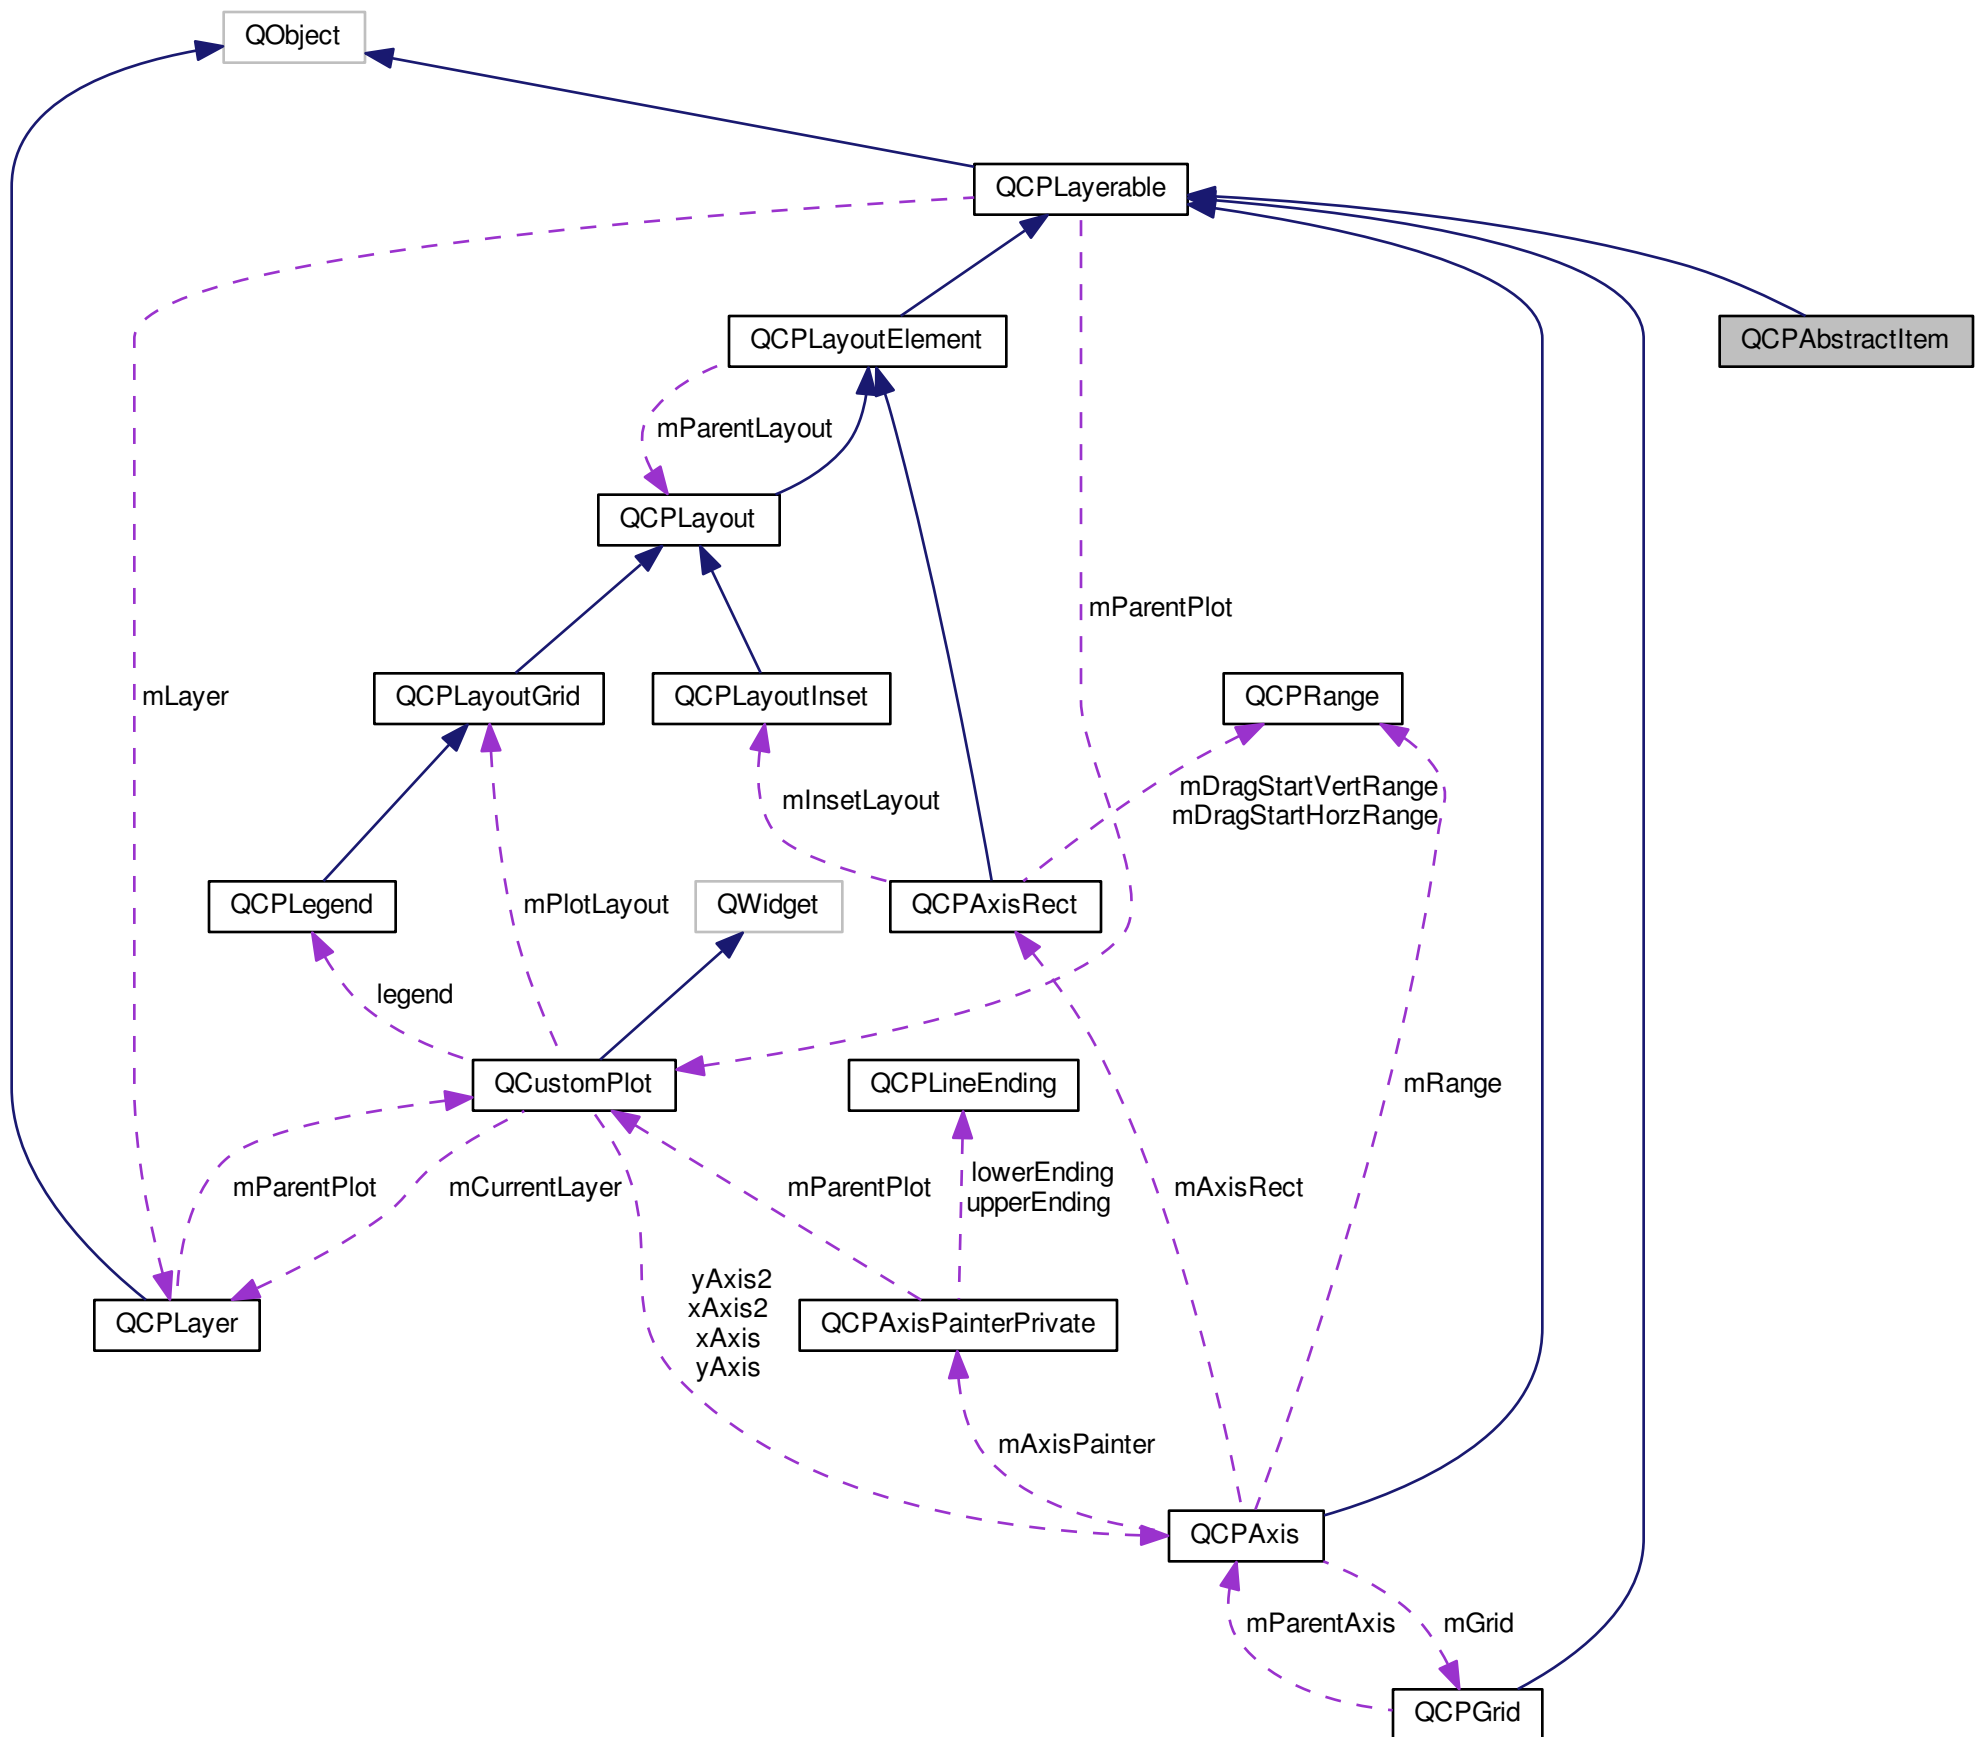 QObject
QCPLayerable
QCPLayoutElement
QCPAbstractItem
mParentLayout
QCPLayout
mParentPlot
mLayer
QCPLayoutGrid
QCPLayoutInset
QCPRange
mInsetLayout
mDragStartVertRange
mDragStartHorzRange
QCPLegend
mPlotLayout
QWidget
QCPAxisRect
legend
QCustomPlot
QCPLineEnding
mRange
mParentPlot
mCurrentLayer
mParentPlot
lowerEnding
upperEnding
mAxisRect
yAxis2
xAxis2
xAxis
yAxis
QCPLayer
QCPAxisPainterPrivate
mAxisPainter
QCPAxis
mParentAxis
mGrid
QCPGrid